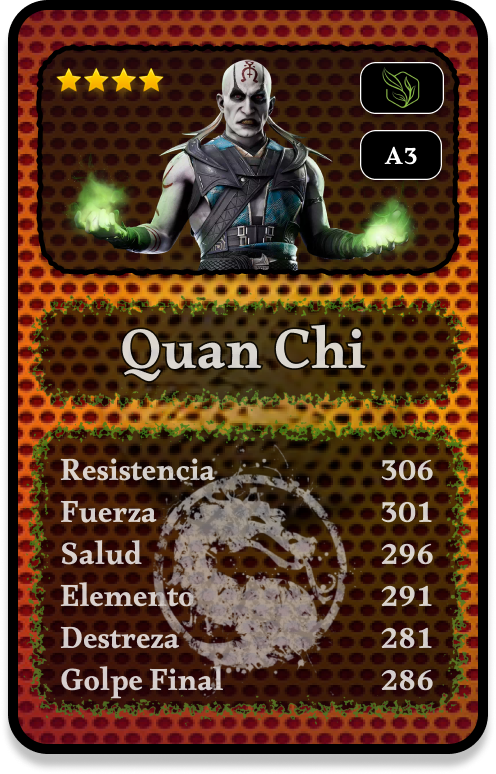 A3
Quan Chi
Resistencia 306
Fuerza 301
Salud 296
Elemento 291
Destreza 281
Golpe Final 286